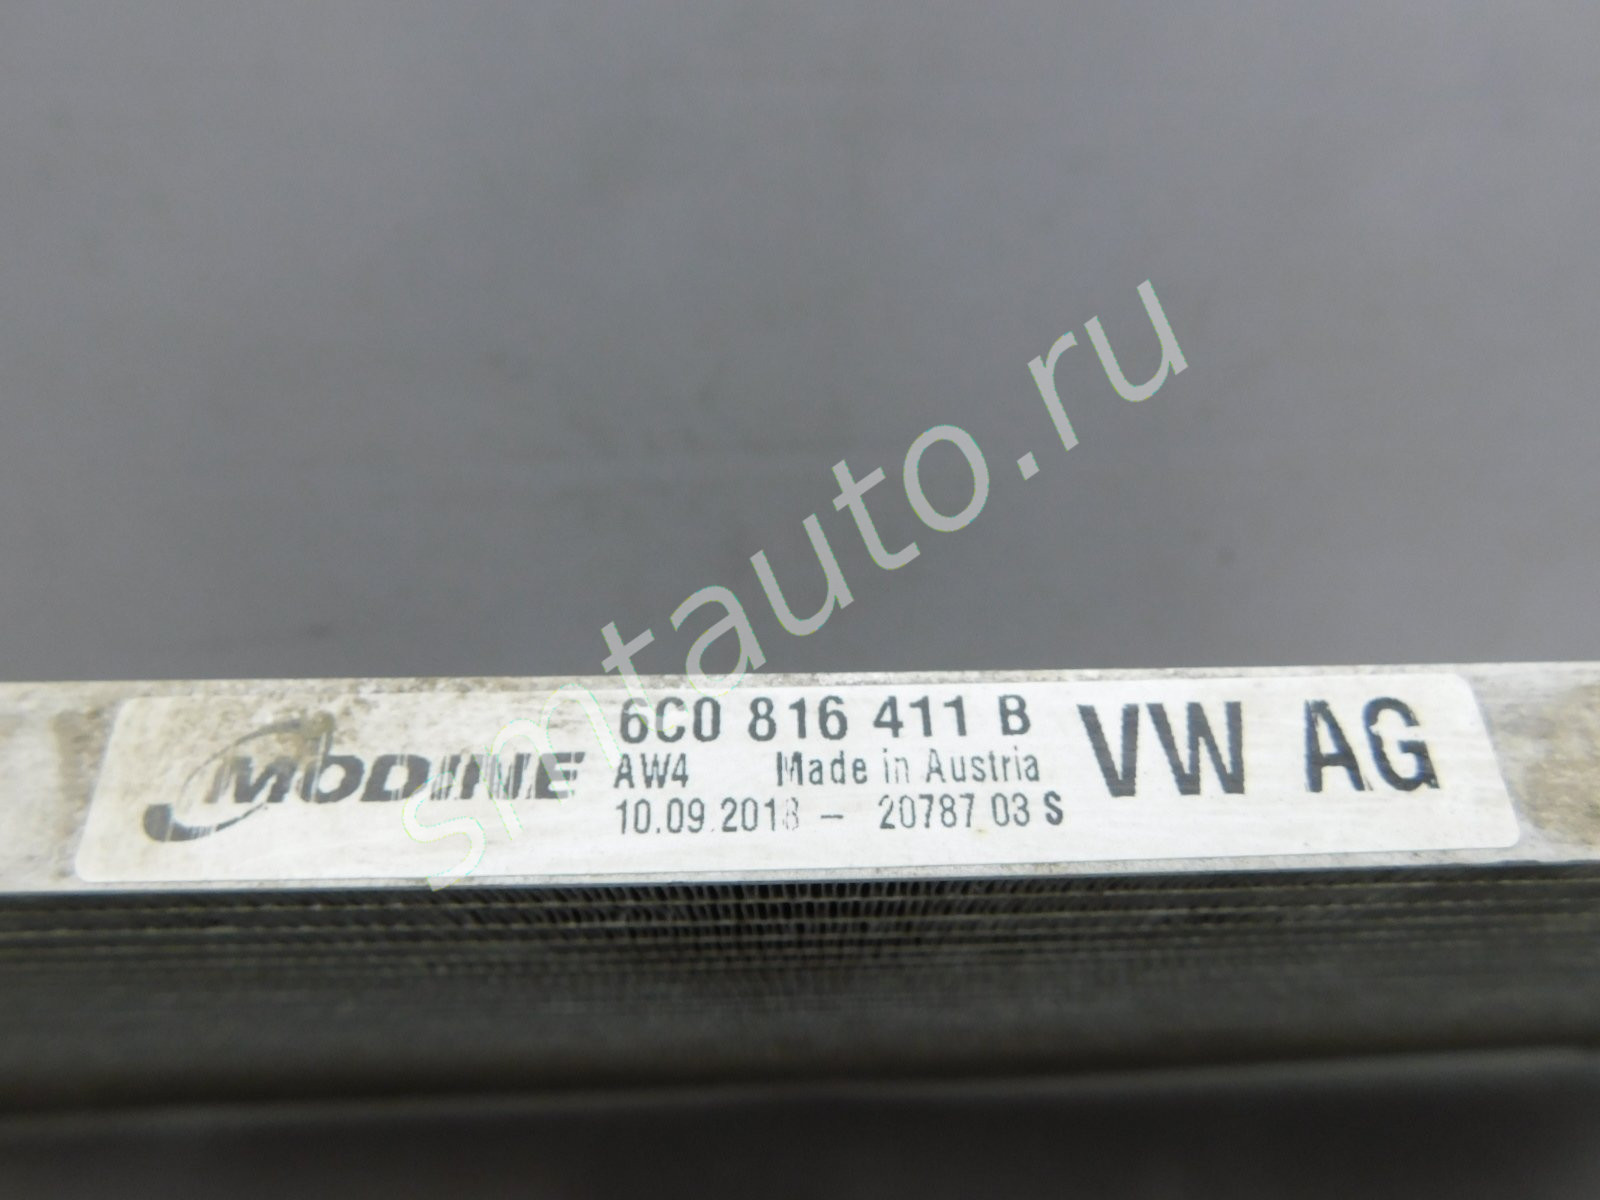 smtauto.ru
MODINE
6C0 816 411 B
AW4 Made in Austria
10.09.2018 - 20787 03 S
VW AG